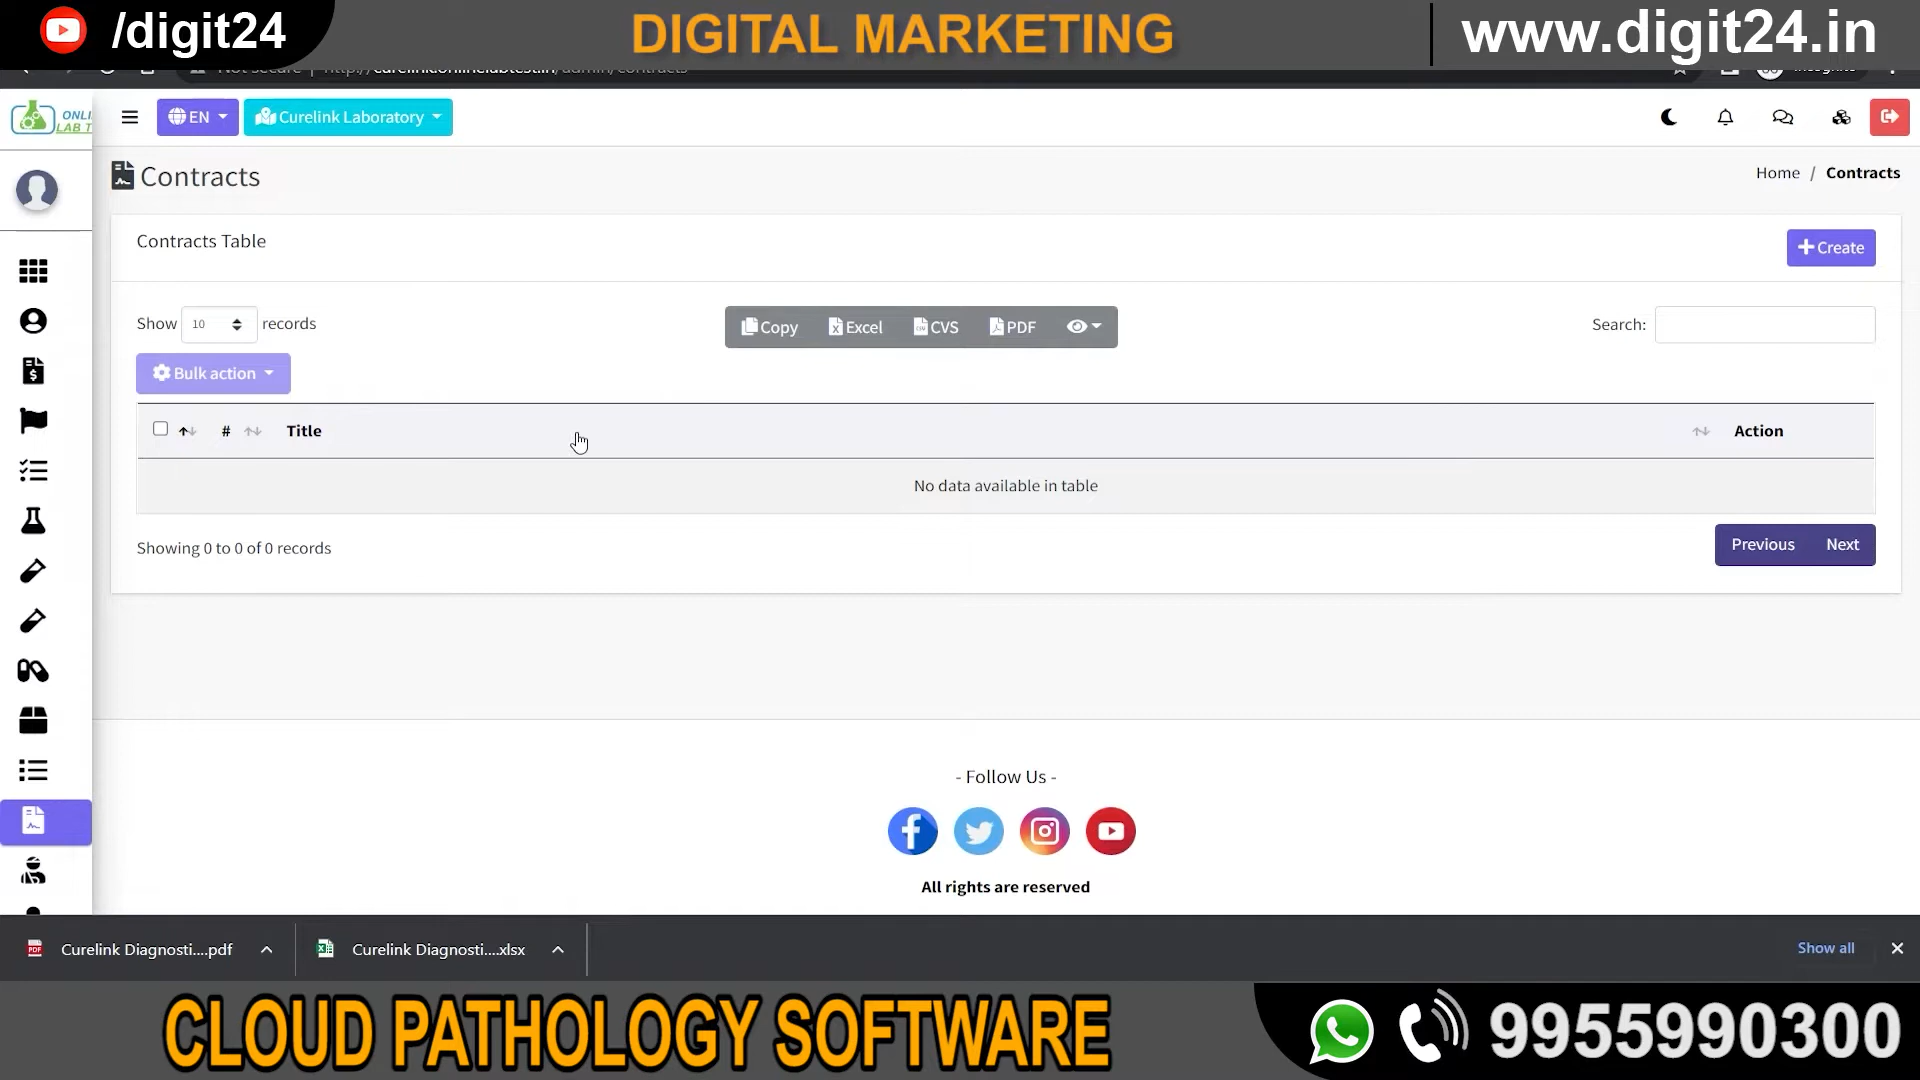 /digit24
DIGITAL MARKETING
www.digit24.in
EN
Curelink Laboratory
Contracts
Home / Contracts
Contracts Table
Create
Show 10 records
Copy
Excel
CVS
PDF
Search:
Bulk action
# Title Action
No data available in table
Showing 0 to 0 of 0 records
Previous
Next
- Follow Us -
All rights are reserved
Curelink Diagnosti....pdf
Curelink Diagnosti....xlsx
Show all
CLOUD PATHOLOGY SOFTWARE
9955990300